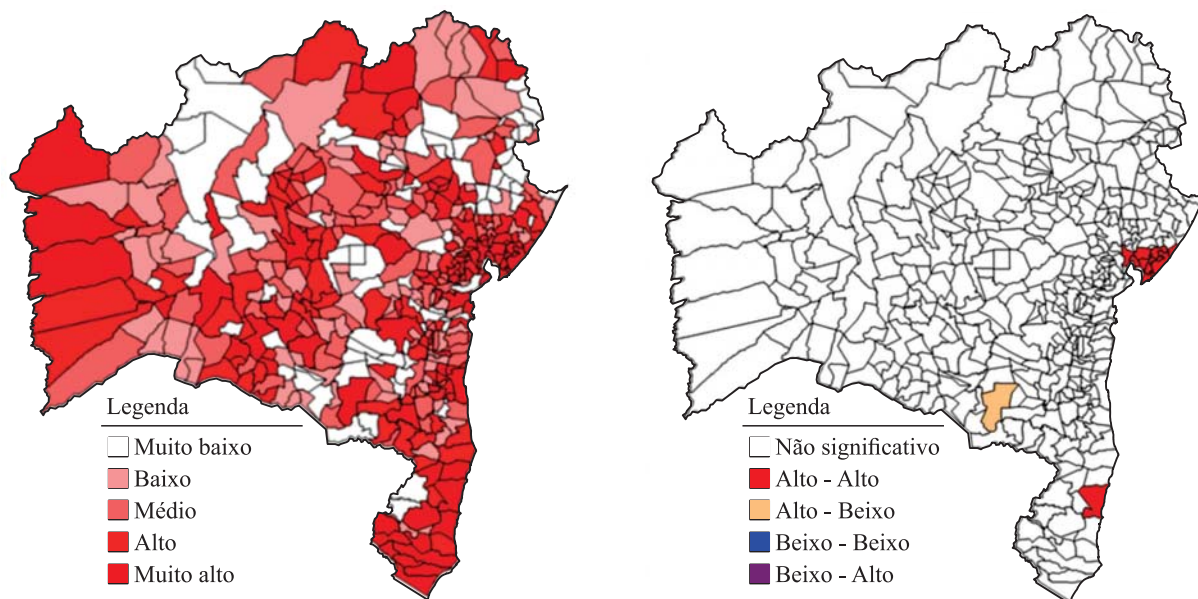 Legenda
Muito baixo
Baixo
Médio
Alto
Muito alto
Legenda
Não significativo
Alto - Alto
Alto - Beixo
Beixo - Beixo
Beixo - Alto